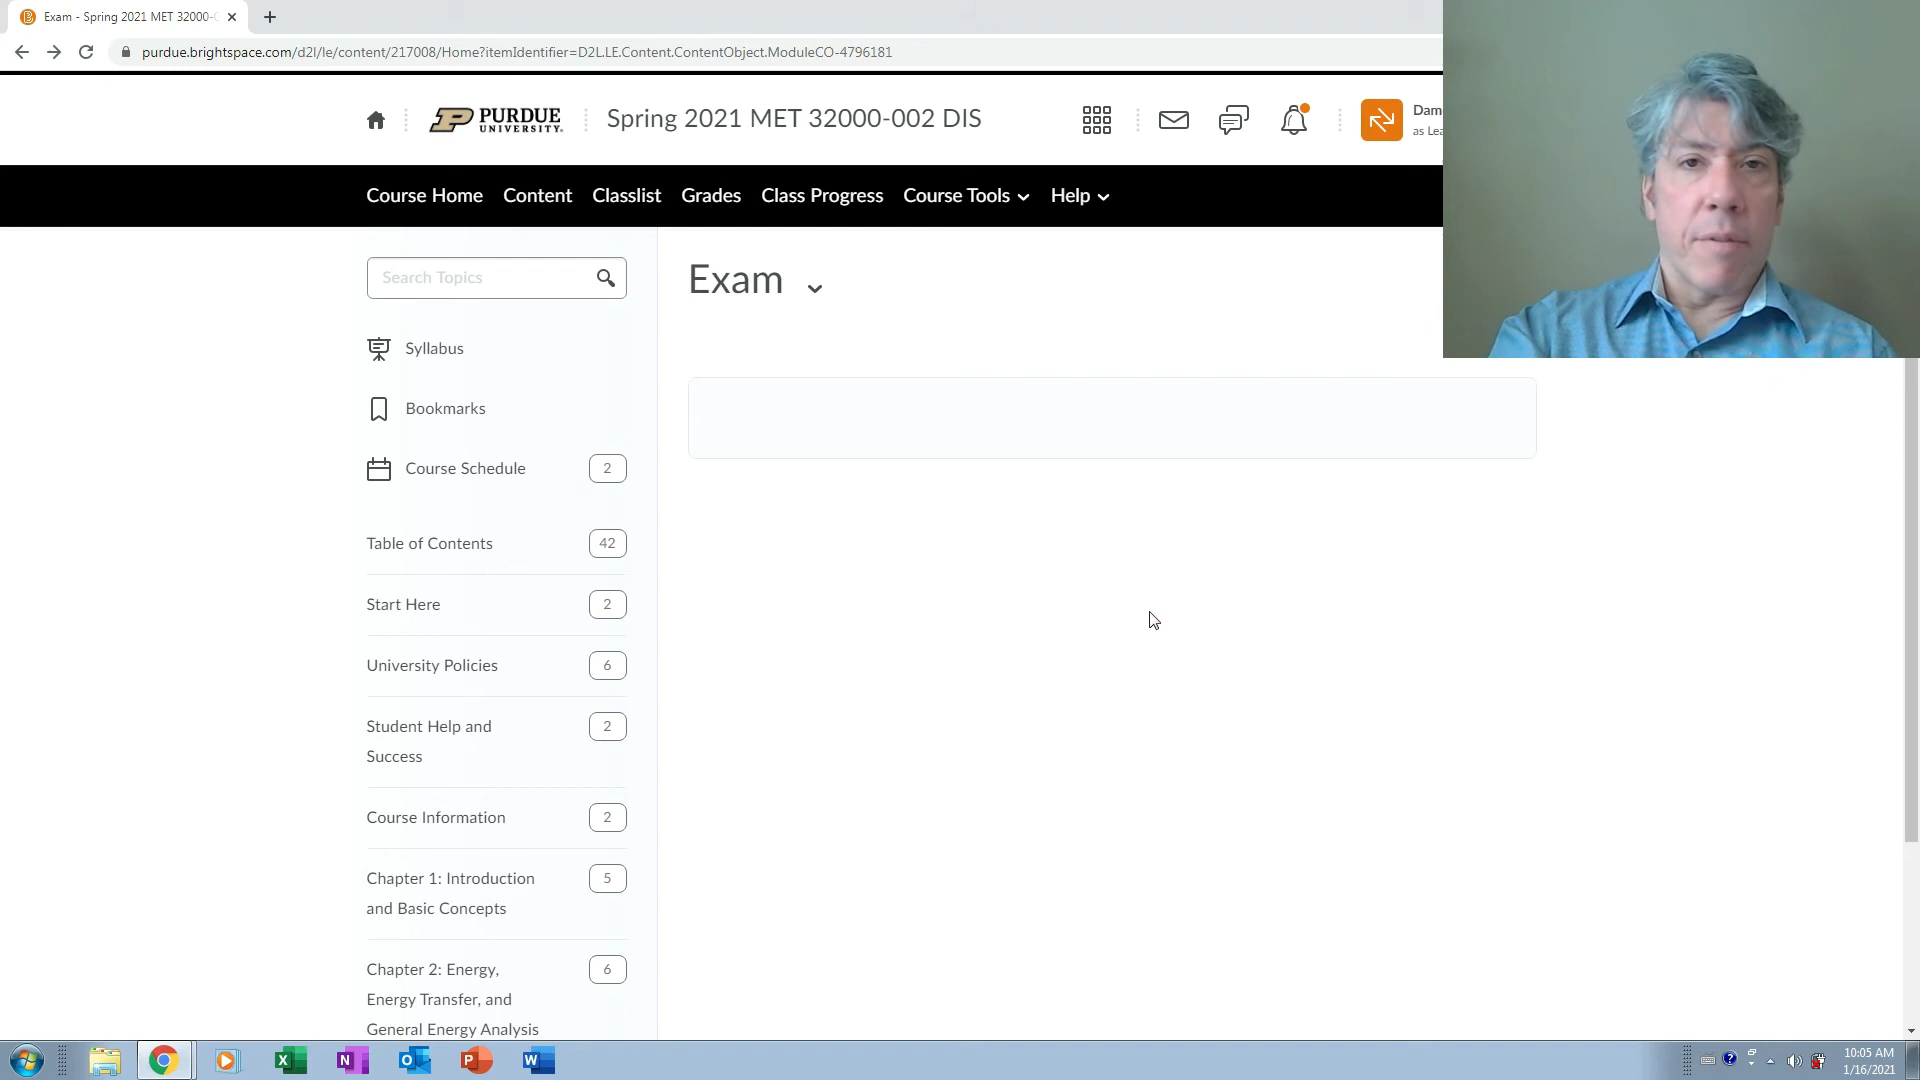 Exam - Spring 2021 MET 32000-0
purdue.brightspace.com/d2l/le/content/217008/Home?itemIdentifier=D2L.LE.Content.ContentObject.ModuleCO-4796181
PURDUE UNIVERSITY.
Spring 2021 MET 32000-002 DIS
Dam
as Lea
Course Home Content Classlist Grades Class Progress Course Tools Help
Search Topics
Exam
Syllabus
Bookmarks
Course Schedule 2
Table of Contents 42
Start Here 2
University Policies 6
Student Help and 2
Success
Course Information 2
Chapter 1: Introduction 5
and Basic Concepts
Chapter 2: Energy, 6
Energy Transfer, and
General Energy Analysis
10:05 AM
1/16/2021